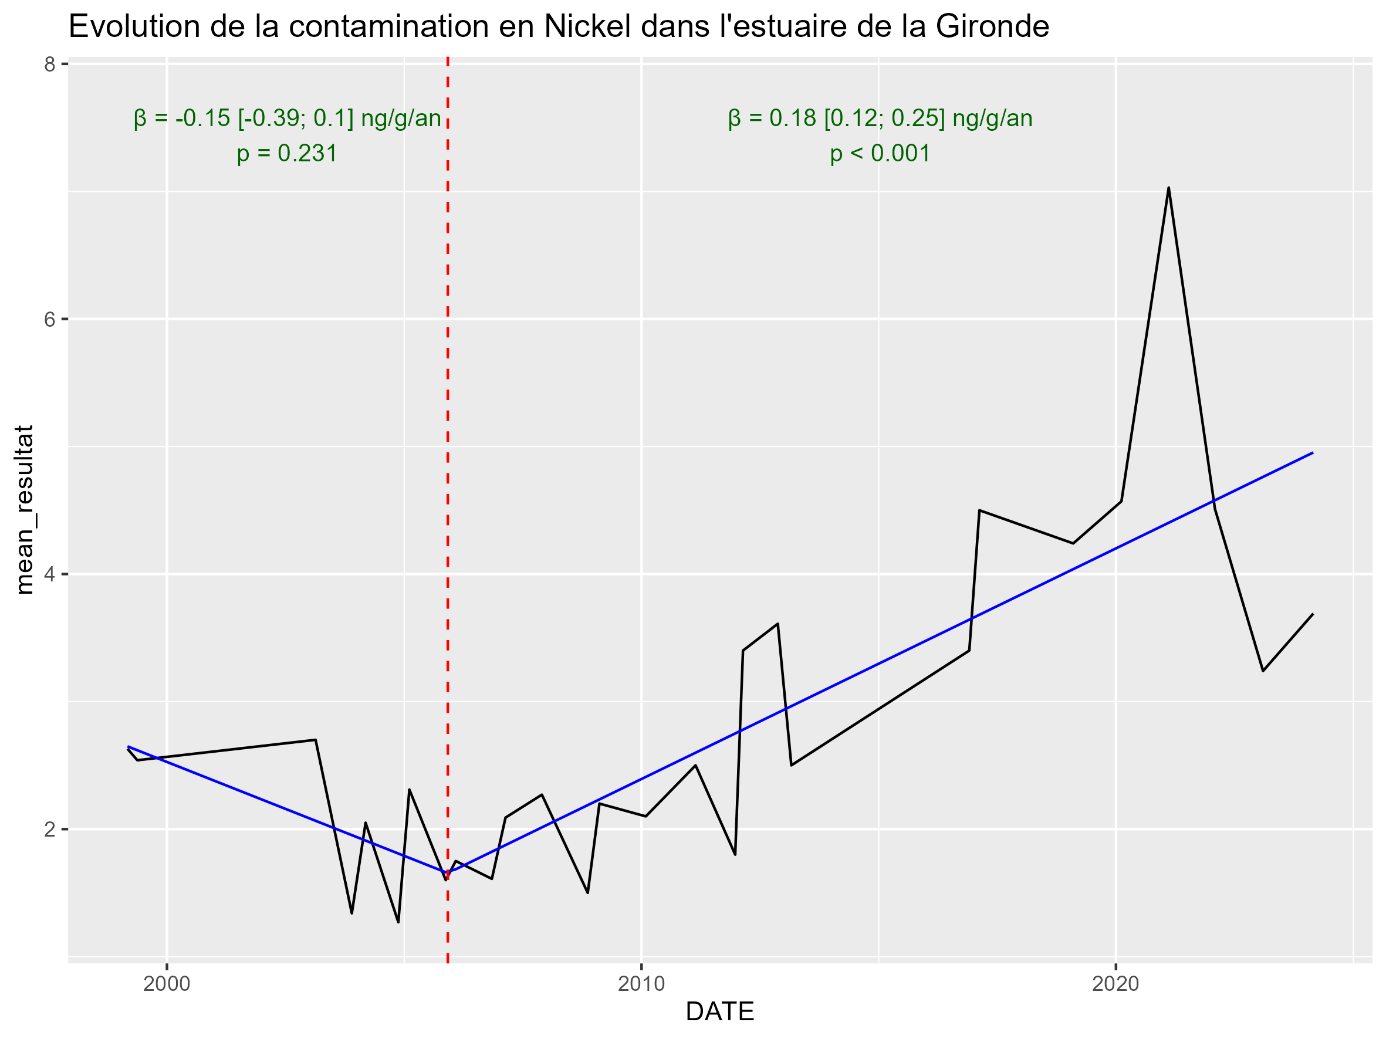 Evolution de la contamination en Nickel dans l'estuaire de la Gironde
8
β = -0.15 [-0.39; 0.1] ng/g/an
p = 0.231
β = 0.18 [0.12; 0.25] ng/g/an
p < 0.001
6
mean_resultat
4
2
2000
2010
2020
DATE